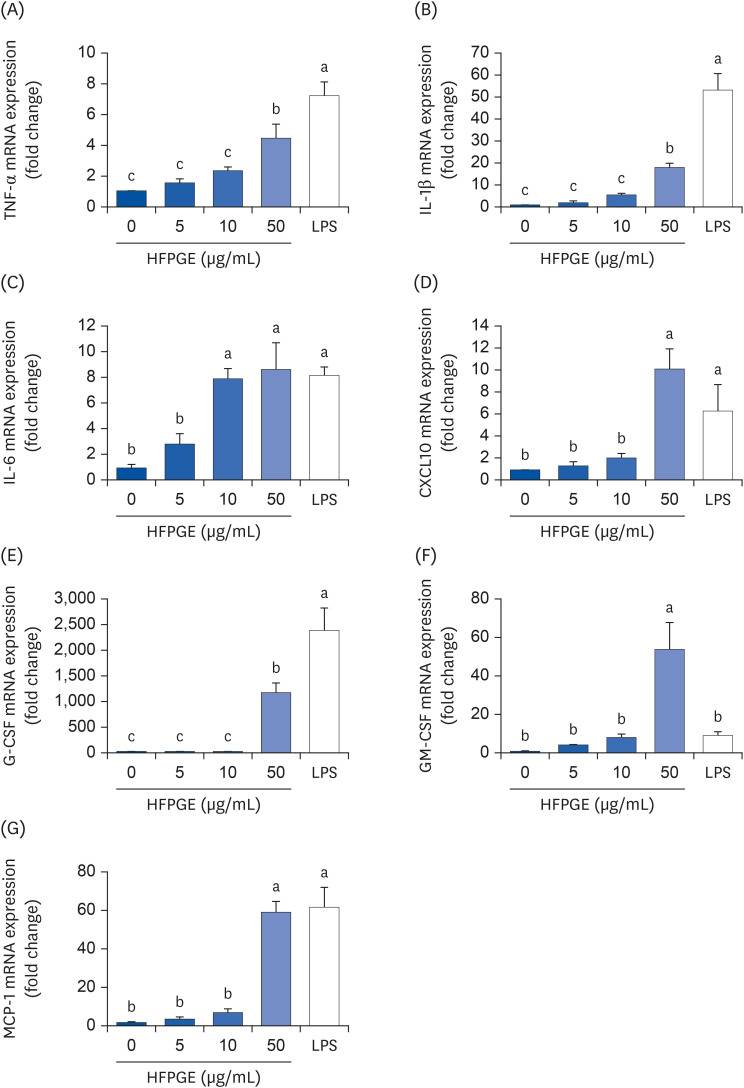 (A)
TNF-α mRNA expression
(fold change)
10
8
6
4
2
0
c
c
c
b
a
0 5 10 50 LPS
HFPGE (µg/mL)
(B)
IL-1β mRNA expression
(fold change)
70
60
50
40
30
20
10
0
c
c
c
b
a
0 5 10 50 LPS
HFPGE (µg/mL)
(C)
IL-6 mRNA expression
(fold change)
12
10
8
6
4
2
0
b
b
a
a
a
0 5 10 50 LPS
HFPGE (µg/mL)
(D)
CXCL10 mRNA expression
(fold change)
14
12
10
8
6
4
2
0
b
b
b
a
a
0 5 10 50 LPS
HFPGE (µg/mL)
(E)
G-CSF mRNA expression
(fold change)
3,000
2,500
2,000
1,500
1,000
500
0
c
c
c
b
a
0 5 10 50 LPS
HFPGE (µg/mL)
(F)
GM-CSF mRNA expression
(fold change)
80
60
40
20
0
b
b
b
a
b
0 5 10 50 LPS
HFPGE (µg/mL)
(G)
MCP-1 mRNA expression
(fold change)
80
60
40
20
0
b
b
b
a
a
0 5 10 50 LPS
HFPGE (µg/mL)